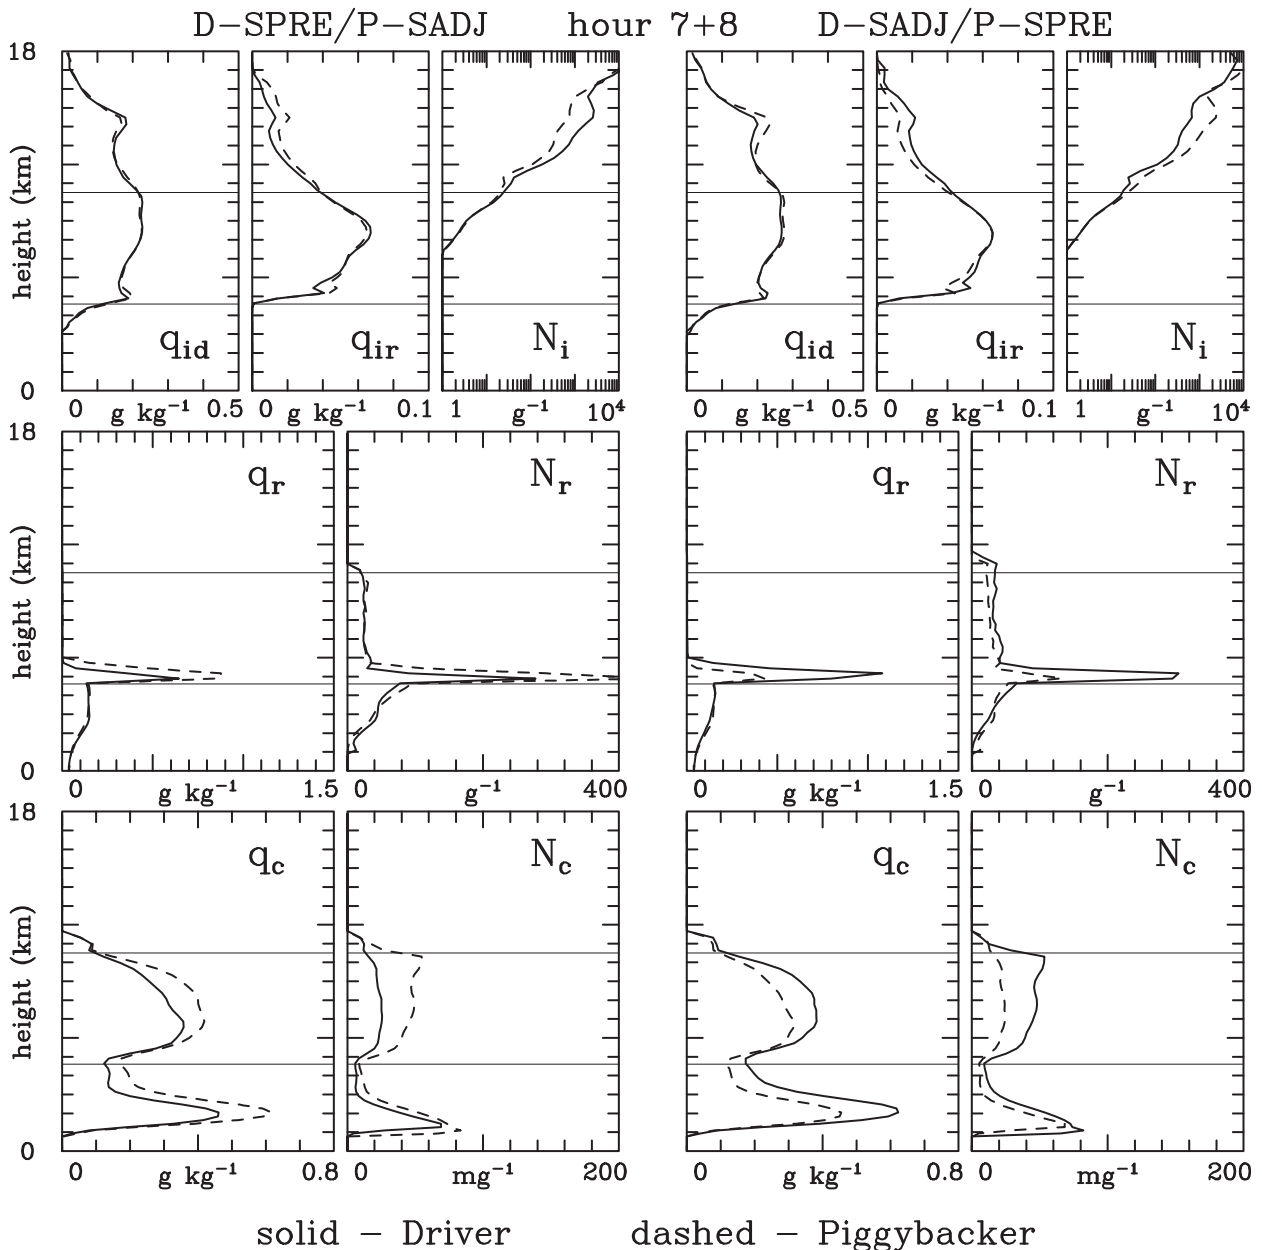 D-SPRE/P-SADJ hour 7+8 D-SADJ/P-SPRE
18
height (km)
q_id q_ir N_i q_id q_ir N_i
0
0 g kg⁻¹ 0.5 0 g kg⁻¹ 0.1 1 g⁻¹ 10⁴ 0 g kg⁻¹ 0.5 0 g kg⁻¹ 0.1 1 g⁻¹ 10⁴
18
q_r N_r q_r N_r
height (km)
0
0 g kg⁻¹ 1.5 0 g⁻¹ 400 0 g kg⁻¹ 1.5 0 g⁻¹ 400
18
q_c N_c q_c N_c
height (km)
0
0 g kg⁻¹ 0.8 0 mg⁻¹ 200 0 g kg⁻¹ 0.8 0 mg⁻¹ 200
solid – Driver dashed – Piggybacker